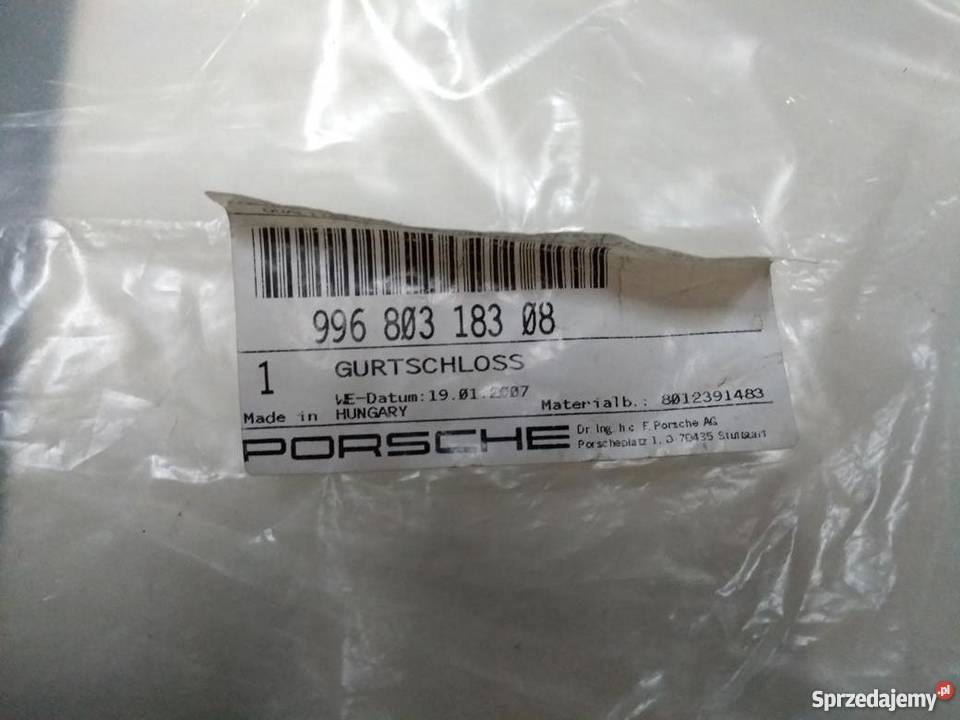 996 803 183 08
1 GURTSCHLOSS
WE-Datum:19.01.2007 Materialb.: 8012391483
Made in HUNGARY
PORSCHE Dr. Ing. h.c. F. Porsche AG
Porscheplatz 1, D-70435 Stuttgart
Sprzedajemy.pl